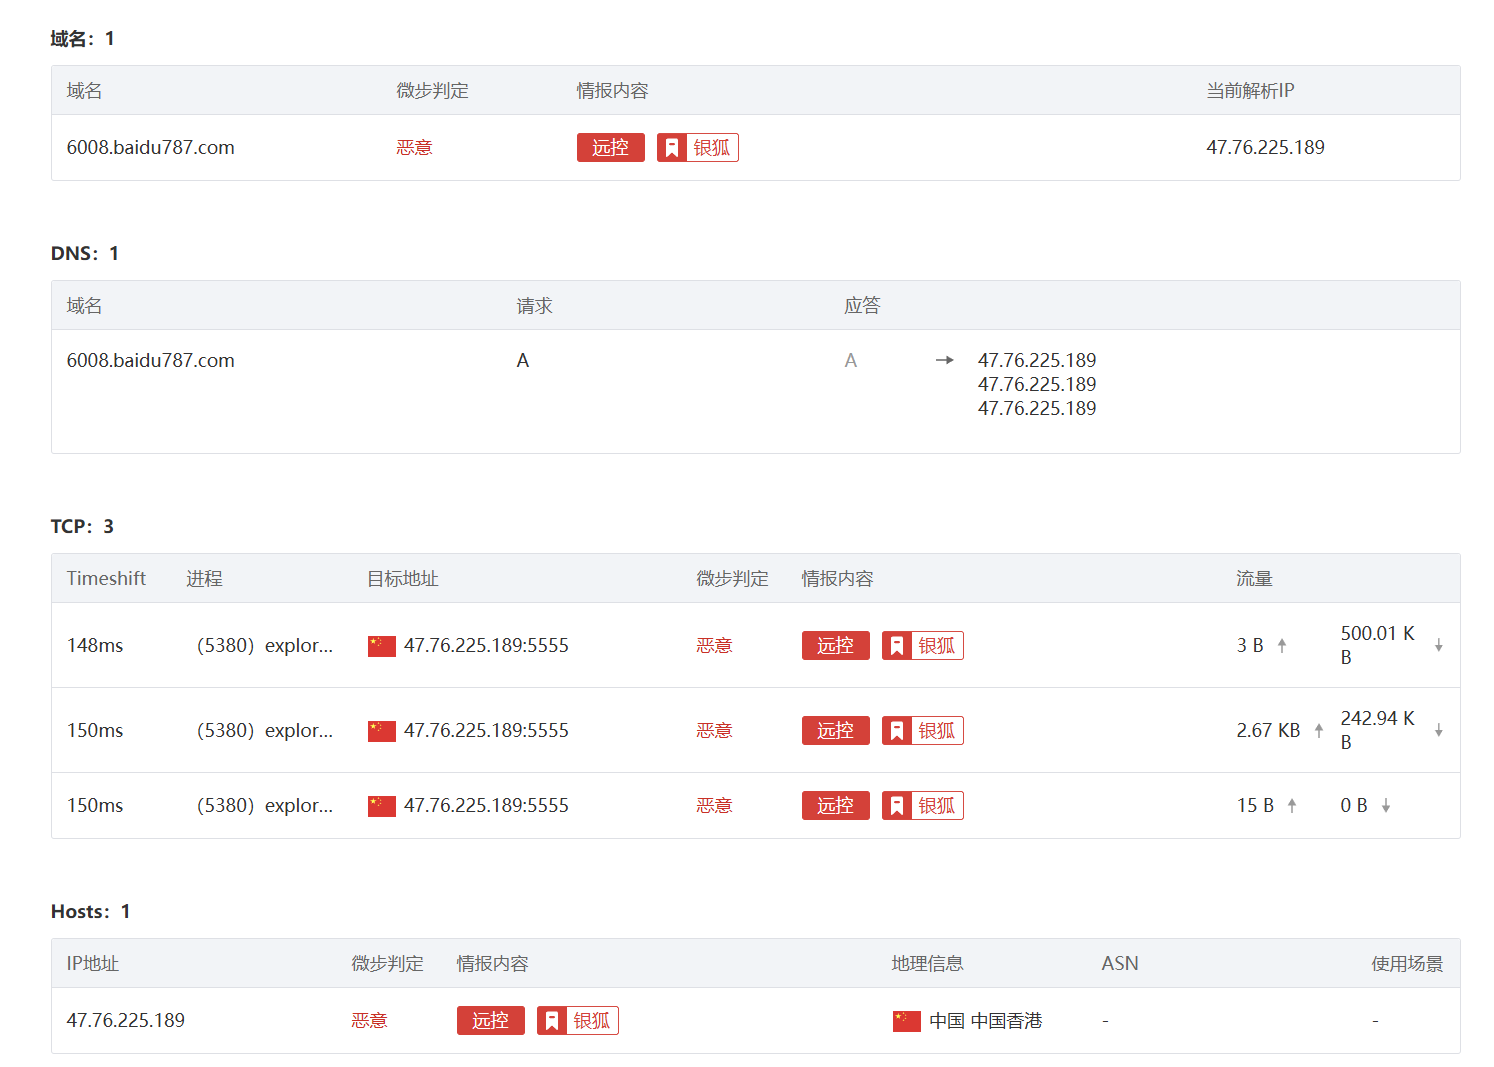 域名：1
域名 微步判定 情报内容 当前解析IP
6008.baidu787.com 恶意 远控 银狐 47.76.225.189
DNS：1
域名 请求 应答
6008.baidu787.com A A → 47.76.225.189
47.76.225.189
47.76.225.189
TCP：3
Timeshift 进程 目标地址 微步判定 情报内容 流量
148ms （5380）explor... 47.76.225.189:5555 恶意 远控 银狐 3 B ↑ 500.01 K ↓
B
150ms （5380）explor... 47.76.225.189:5555 恶意 远控 银狐 2.67 KB ↑ 242.94 K ↓
B
150ms （5380）explor... 47.76.225.189:5555 恶意 远控 银狐 15 B ↑ 0 B ↓
Hosts：1
IP地址 微步判定 情报内容 地理信息 ASN 使用场景
47.76.225.189 恶意 远控 银狐 中国 中国香港 - -